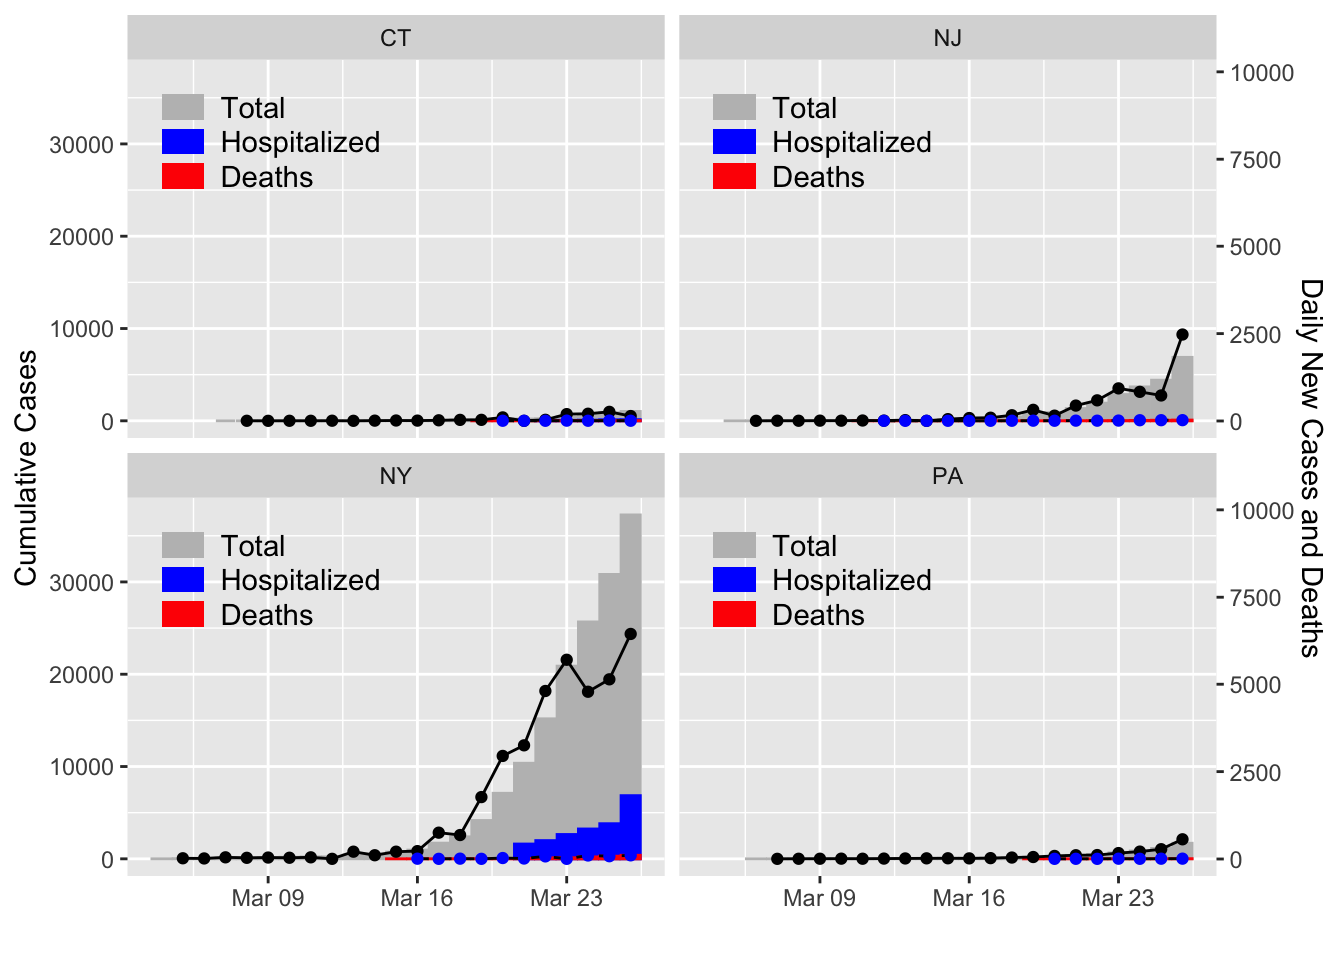 CT
NJ
Total
Hospitalized
Deaths
Total
Hospitalized
Deaths
30000
20000
10000
0
10000
7500
5000
2500
0
NY
PA
Total
Hospitalized
Deaths
Total
Hospitalized
Deaths
30000
20000
10000
0
10000
7500
5000
2500
0
Mar 09
Mar 16
Mar 23
Mar 09
Mar 16
Mar 23
Cumulative Cases
Daily New Cases and Deaths